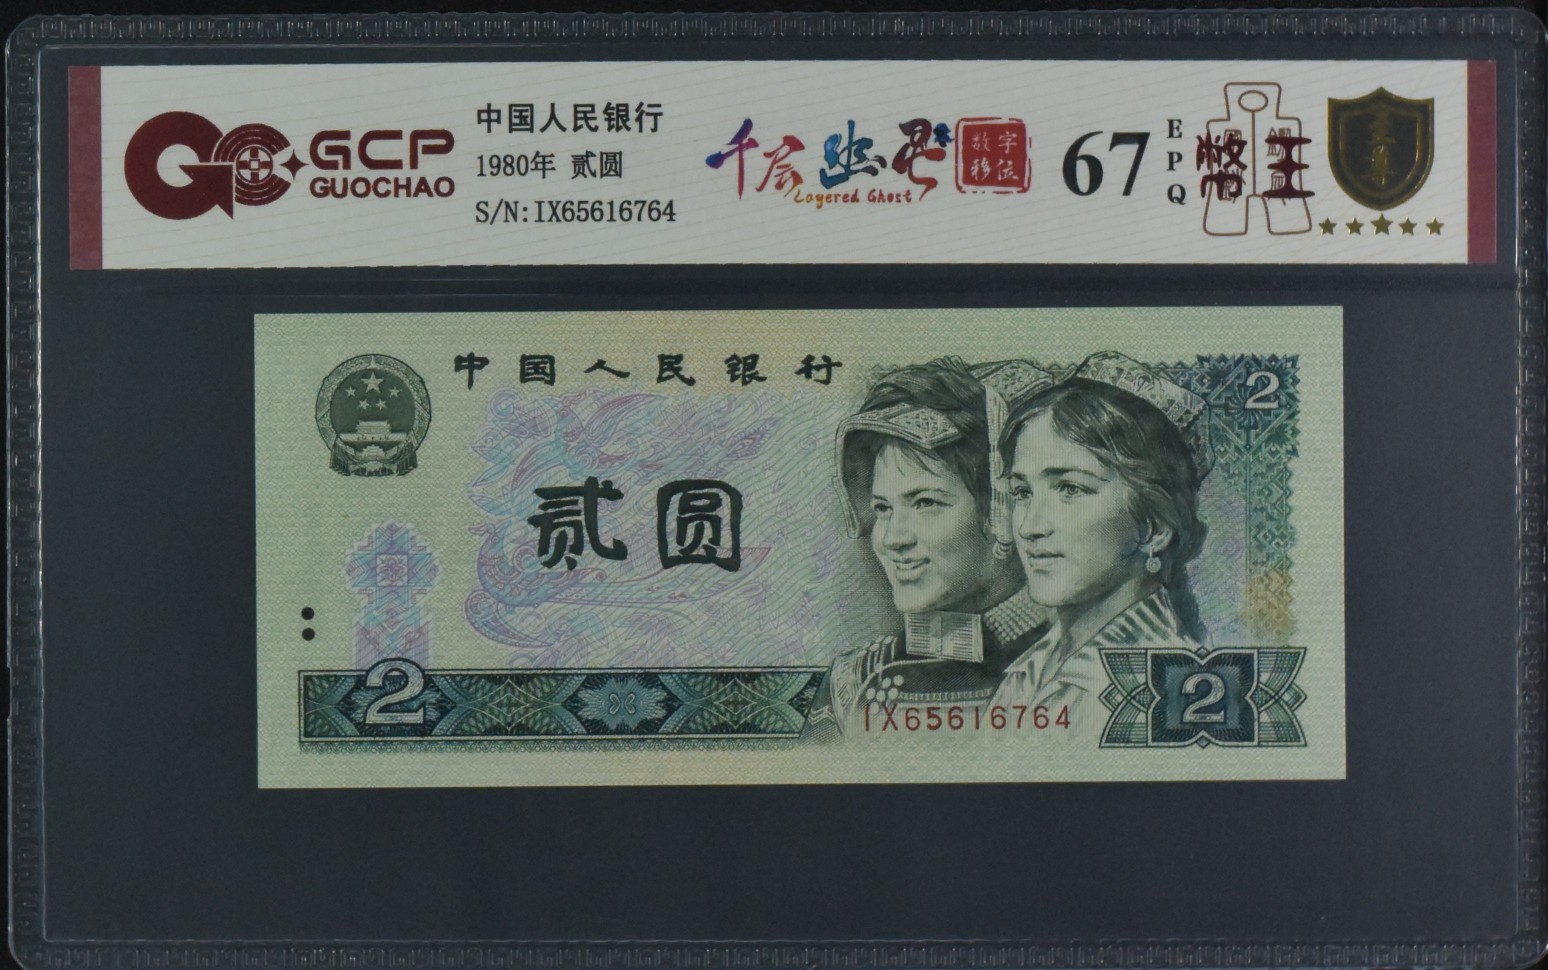 GCP
GUOCHAO
中国人民银行
1980年 贰圆
S/N:IX65616764
千层幽灵
Layered Ghost
数字
移位
67
EPQ
中国人民银行
2
贰圆
2
IX65616764
2